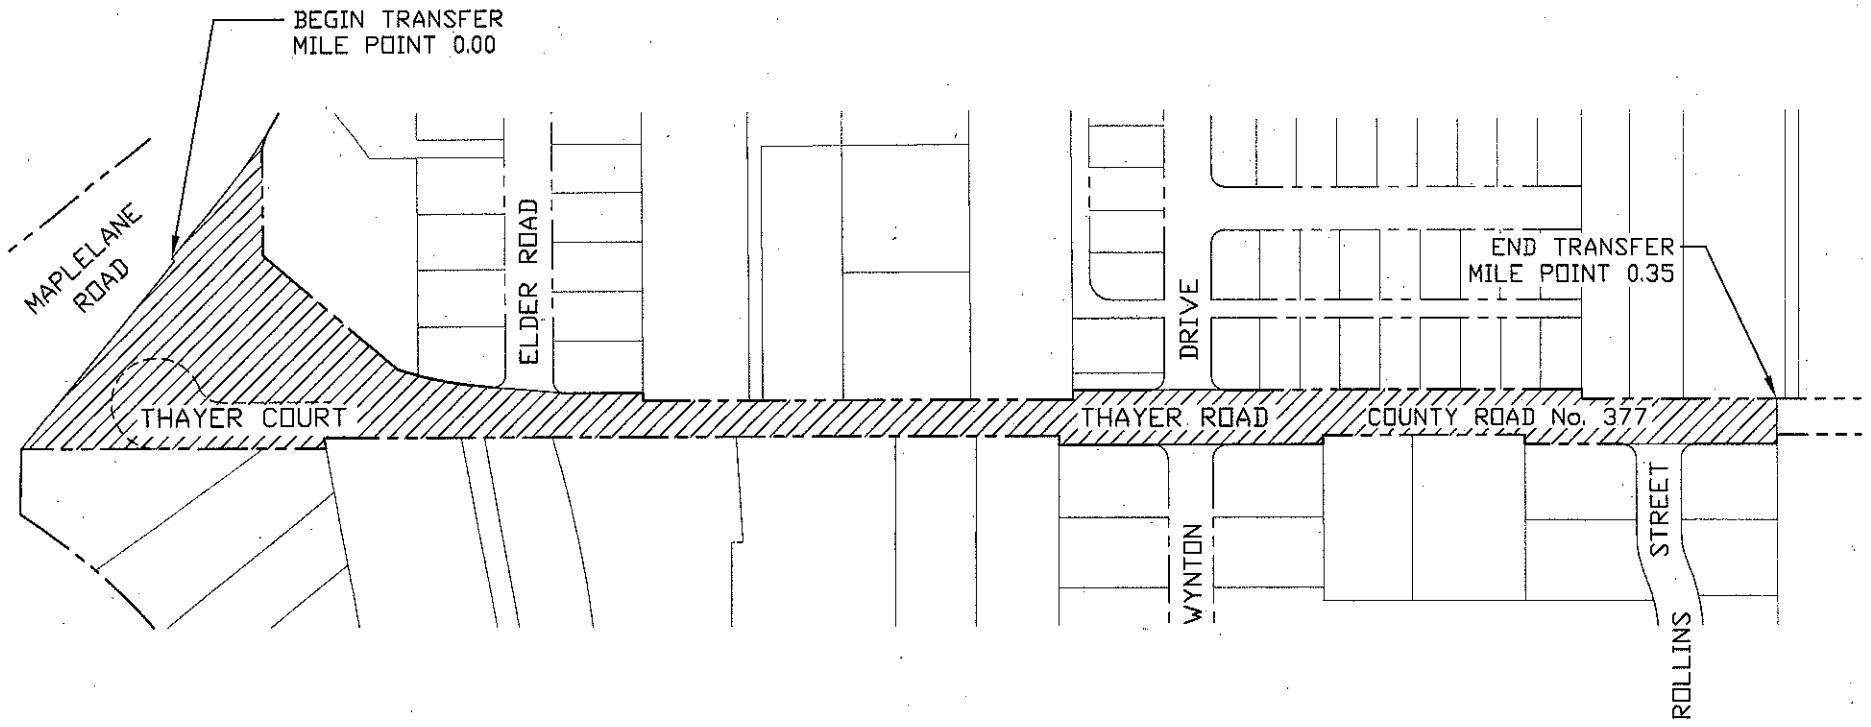 BEGIN TRANSFER
MILE POINT 0.00
MAPLELANE
ROAD
ELDER ROAD
DRIVE
END TRANSFER
MILE POINT 0.35
THAYER COURT
THAYER ROAD
COUNTY ROAD No. 377
WYNTON
STREET
ROLLINS